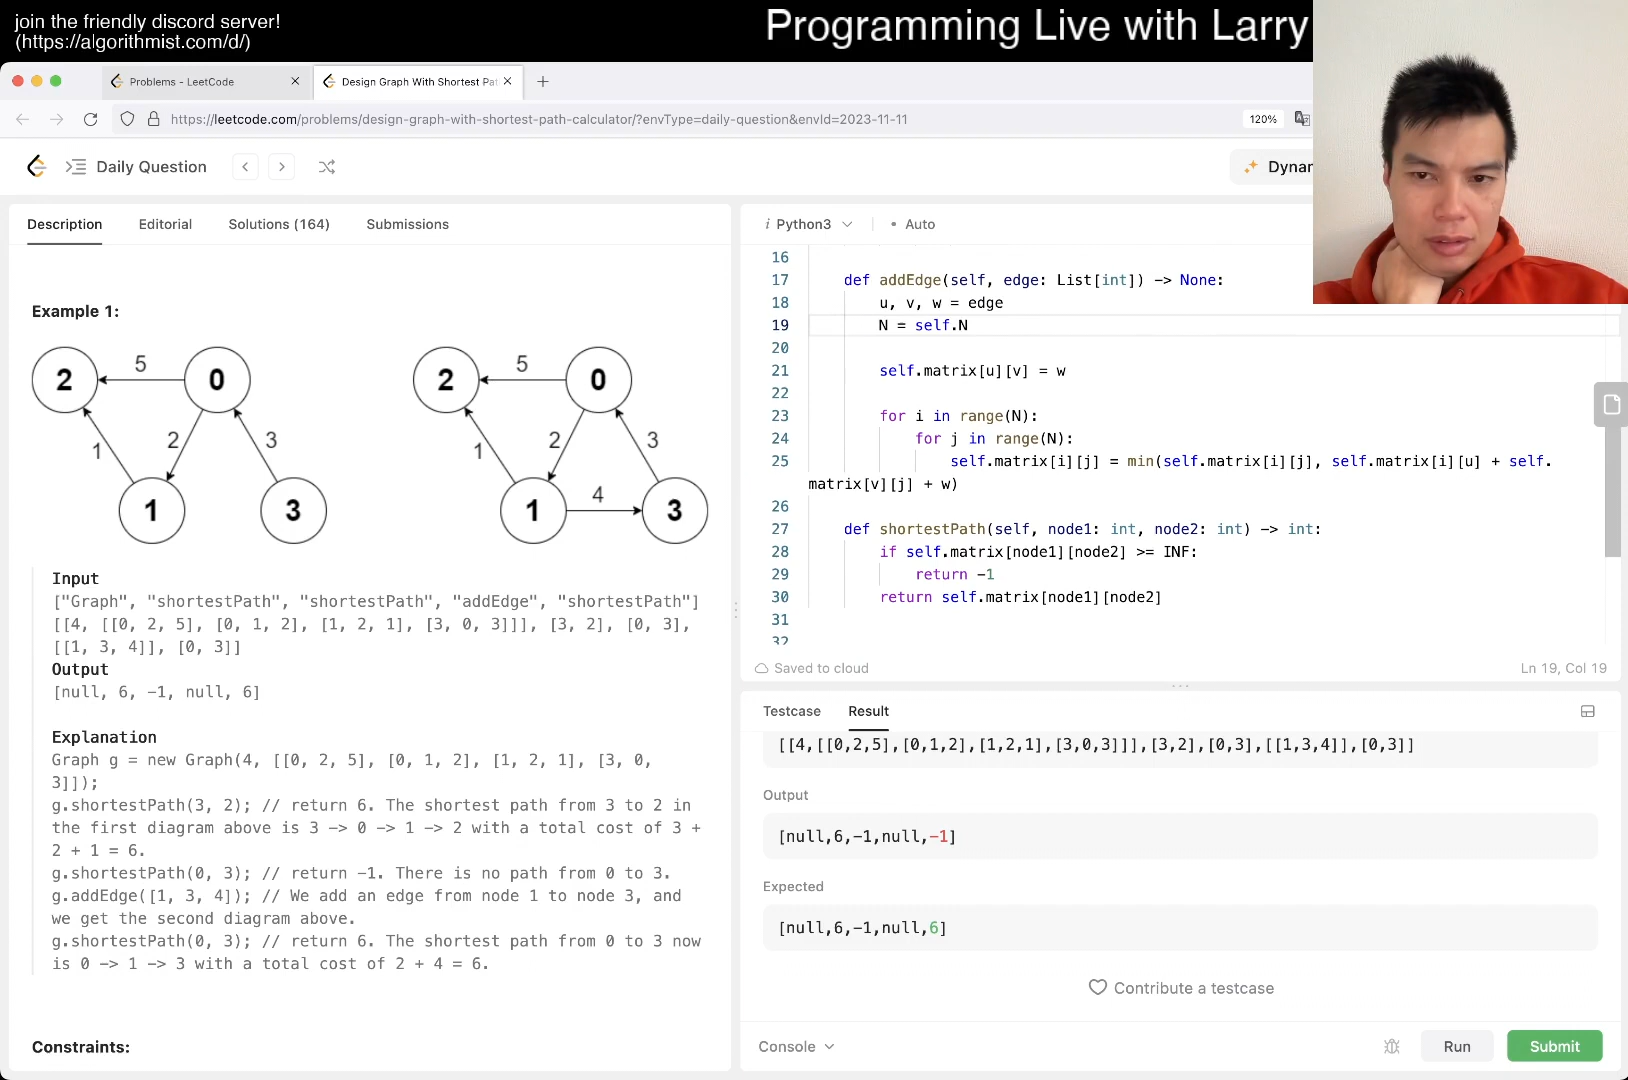 join the friendly discord server!
(https://algorithmist.com/d/)
Programming Live with Larry
Problems - LeetCode
Design Graph With Shortest Pat
https://leetcode.com/problems/design-graph-with-shortest-path-calculator/?envType=daily-question&envId=2023-11-11
120%
Daily Question
Dynar
Description
Editorial
Solutions (164)
Submissions
Example 1:
5
2
0
1
2
3
1
3
5
2
0
1
2
3
4
1
3
Input
["Graph", "shortestPath", "shortestPath", "addEdge", "shortestPath"]
[[4, [[0, 2, 5], [0, 1, 2], [1, 2, 1], [3, 0, 3]]], [3, 2], [0, 3],
[[1, 3, 4]], [0, 3]]
Output
[null, 6, -1, null, 6]
Explanation
Graph g = new Graph(4, [[0, 2, 5], [0, 1, 2], [1, 2, 1], [3, 0,
3]]);
g.shortestPath(3, 2); // return 6. The shortest path from 3 to 2 in
the first diagram above is 3 -> 0 -> 1 -> 2 with a total cost of 3 +
2 + 1 = 6.
g.shortestPath(0, 3); // return -1. There is no path from 0 to 3.
g.addEdge([1, 3, 4]); // We add an edge from node 1 to node 3, and
we get the second diagram above.
g.shortestPath(0, 3); // return 6. The shortest path from 0 to 3 now
is 0 -> 1 -> 3 with a total cost of 2 + 4 = 6.
Constraints:
i Python3
• Auto
16
17 def addEdge(self, edge: List[int]) -> None:
18 u, v, w = edge
19 N = self.N
20
21 self.matrix[u][v] = w
22
23 for i in range(N):
24 for j in range(N):
25 self.matrix[i][j] = min(self.matrix[i][j], self.matrix[i][u] + self.
matrix[v][j] + w)
26
27 def shortestPath(self, node1: int, node2: int) -> int:
28 if self.matrix[node1][node2] >= INF:
29 return -1
30 return self.matrix[node1][node2]
31
32
Saved to cloud
Ln 19, Col 19
Testcase
Result
[[4,[[0,2,5],[0,1,2],[1,2,1],[3,0,3]]],[3,2],[0,3],[[1,3,4]],[0,3]]
Output
[null,6,-1,null,-1]
Expected
[null,6,-1,null,6]
Contribute a testcase
Console
Run
Submit